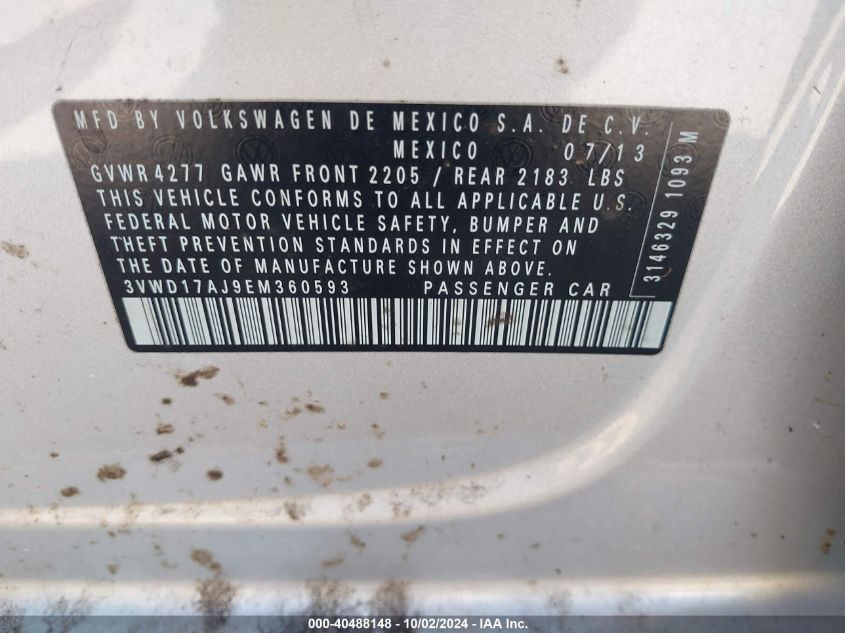 MFD BY VOLKSWAGEN DE MEXICO S.A. DE C.V.
MEXICO 07/13
GVWR 4277 GAWR FRONT 2205 / REAR 2183 LBS
THIS VEHICLE CONFORMS TO ALL APPLICABLE U.S.
FEDERAL MOTOR VEHICLE SAFETY, BUMPER AND
THEFT PREVENTION STANDARDS IN EFFECT ON
THE DATE OF MANUFACTURE SHOWN ABOVE.
3VWD17AJ9EM360593 PASSENGER CAR
3146329 1093 M
000-40488148 - 10/02/2024 - IAA Inc.